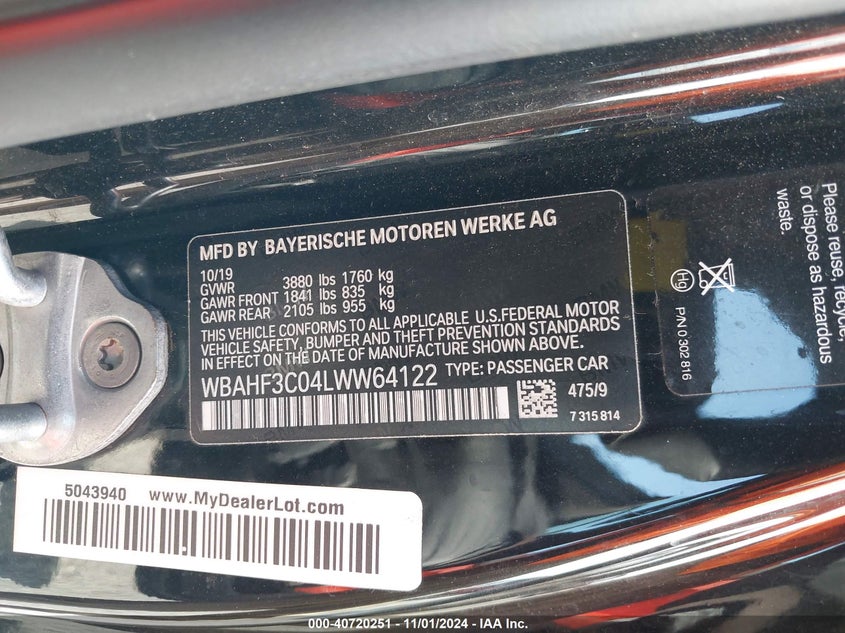 MFD BY BAYERISCHE MOTOREN WERKE AG
10/19
GVWR 3880 lbs 1760 kg
GAWR FRONT 1841 lbs 835 kg
GAWR REAR 2105 lbs 955 kg
THIS VEHICLE CONFORMS TO ALL APPLICABLE U.S.FEDERAL MOTOR
VEHICLE SAFETY, BUMPER AND THEFT PREVENTION STANDARDS
IN EFFECT ON THE DATE OF MANUFACTURE SHOWN ABOVE.
WBAHF3C04LWW64122 TYPE: PASSENGER CAR
475/9
7 315 814
Please reuse, recycle,
or dispose as hazardous
waste.
Hg
P/N 0 302 816
5043940 www.MyDealerLot.com
000-40720251 - 11/01/2024 - IAA Inc.